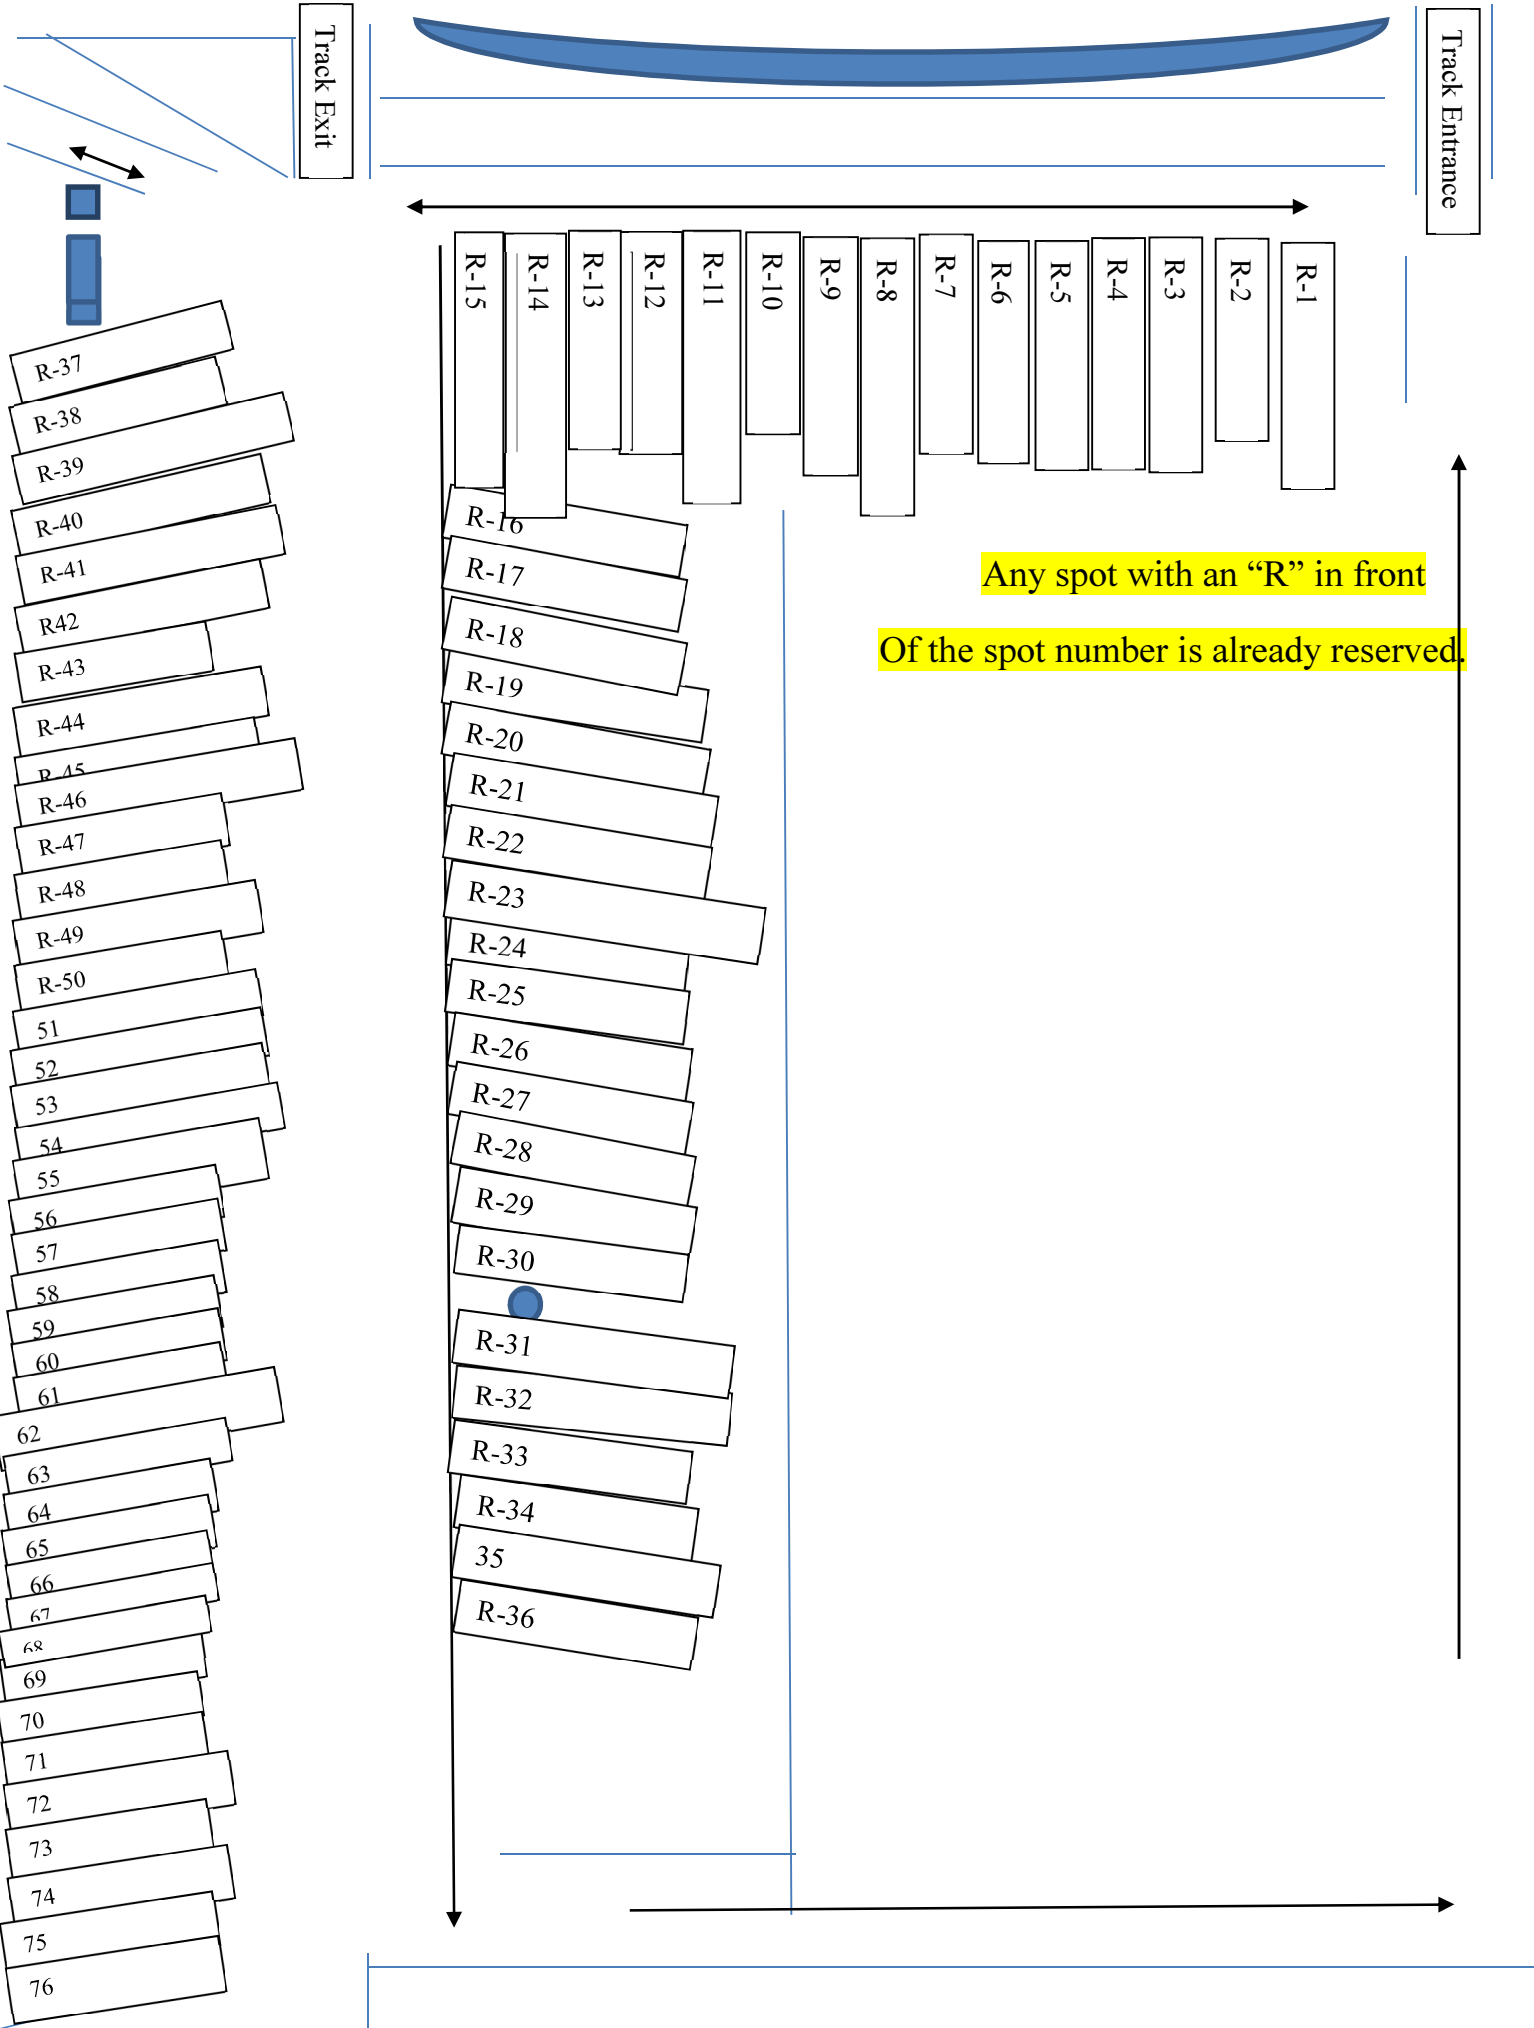 Track Exit
Track Entrance
R-15
R-14
R-13
R-12
R-11
R-10
R-9
R-8
R-7
R-6
R-5
R-4
R-3
R-2
R-1
R-16
R-17
R-18
R-19
R-20
R-21
R-22
R-23
R-24
R-25
R-26
R-27
R-28
R-29
R-30
R-31
R-32
R-33
R-34
35
R-36
Any spot with an “R” in front
Of the spot number is already reserved.
R-37
R-38
R-39
R-40
R-41
R42
R-43
R-44
R-45
R-46
R-47
R-48
R-49
R-50
51
52
53
54
55
56
57
58
59
60
61
62
63
64
65
66
67
68
69
70
71
72
73
74
75
76